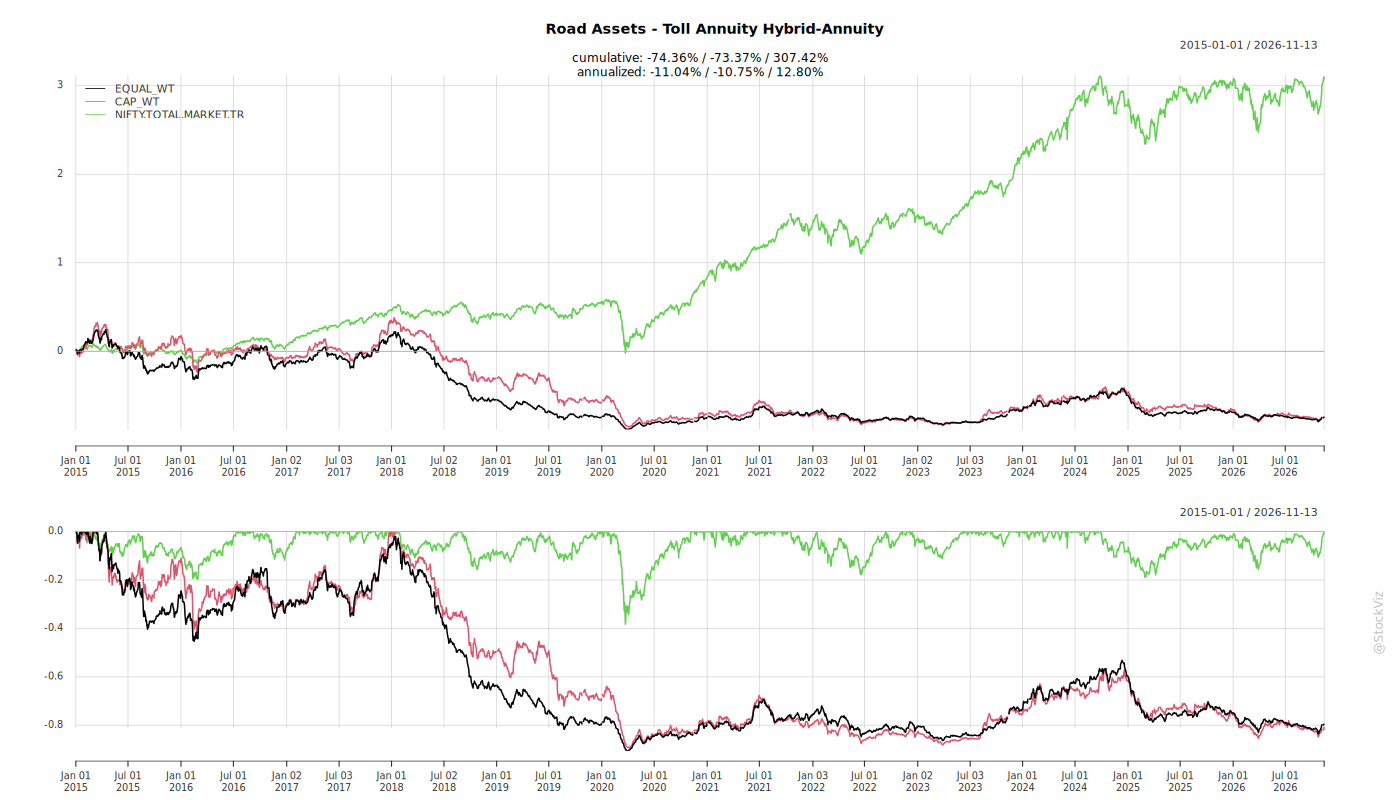 Road Assets - Toll Annuity Hybrid-Annuity
2015-01-01 / 2026-11-13
cumulative: -74.36% / -73.37% / 307.42%
annualized: -11.04% / -10.75% / 12.80%
EQUAL_WT
CAP_WT
NIFTY.TOTAL.MARKET.TR
3
2
1
0
Jan 01 Jul 01 Jan 01 Jul 01 Jan 02 Jul 03 Jan 01 Jul 02 Jan 01 Jul 01 Jan 01 Jul 01 Jan 01 Jul 01 Jan 03 Jul 01 Jan 02 Jul 03 Jan 01 Jul 01 Jan 01 Jul 01 Jan 01 Jul 01
2015 2015 2016 2016 2017 2017 2018 2018 2019 2019 2020 2020 2021 2021 2022 2022 2023 2023 2024 2024 2025 2025 2026 2026
2015-01-01 / 2026-11-13
0.0
-0.2
-0.4
-0.6
-0.8
Jan 01 Jul 01 Jan 01 Jul 01 Jan 02 Jul 03 Jan 01 Jul 02 Jan 01 Jul 01 Jan 01 Jul 01 Jan 01 Jul 01 Jan 03 Jul 01 Jan 02 Jul 03 Jan 01 Jul 01 Jan 01 Jul 01 Jan 01 Jul 01
2015 2015 2016 2016 2017 2017 2018 2018 2019 2019 2020 2020 2021 2021 2022 2022 2023 2023 2024 2024 2025 2025 2026 2026
@StockViz